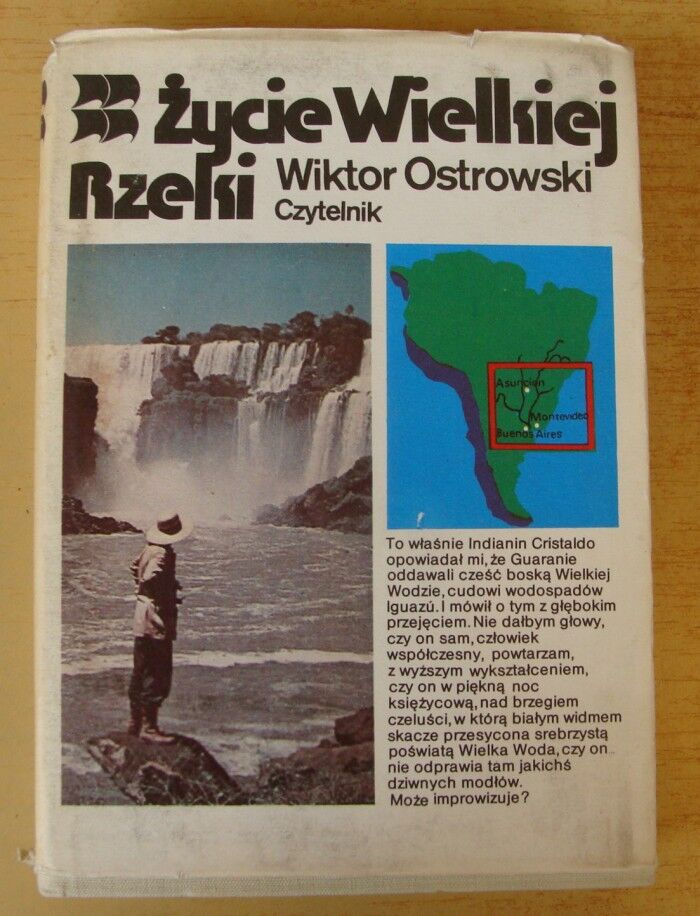 Życie Wielkiej
Rzeki
Wiktor Ostrowski
Czytelnik
Asuncion
Montevideo
Buenos Aires
To właśnie Indianin Cristaldo
opowiadał mi, że Guaranie
oddawali cześć boską Wielkiej
Wodzie, cudowi wodospadów
Iguazú. I mówił o tym z głębokim
przejęciem. Nie dałbym głowy,
czy on sam, człowiek
współczesny, powtarzam,
z wyższym wykształceniem,
czy on w piękną noc
księżycową, nad brzegiem
czeluści, w którą białym widmem
skacze przesycona srebrzystą
poświatą Wielka Woda, czy on
nie odprawia tam jakichś
dziwnych modłów.
Może improwizuje?